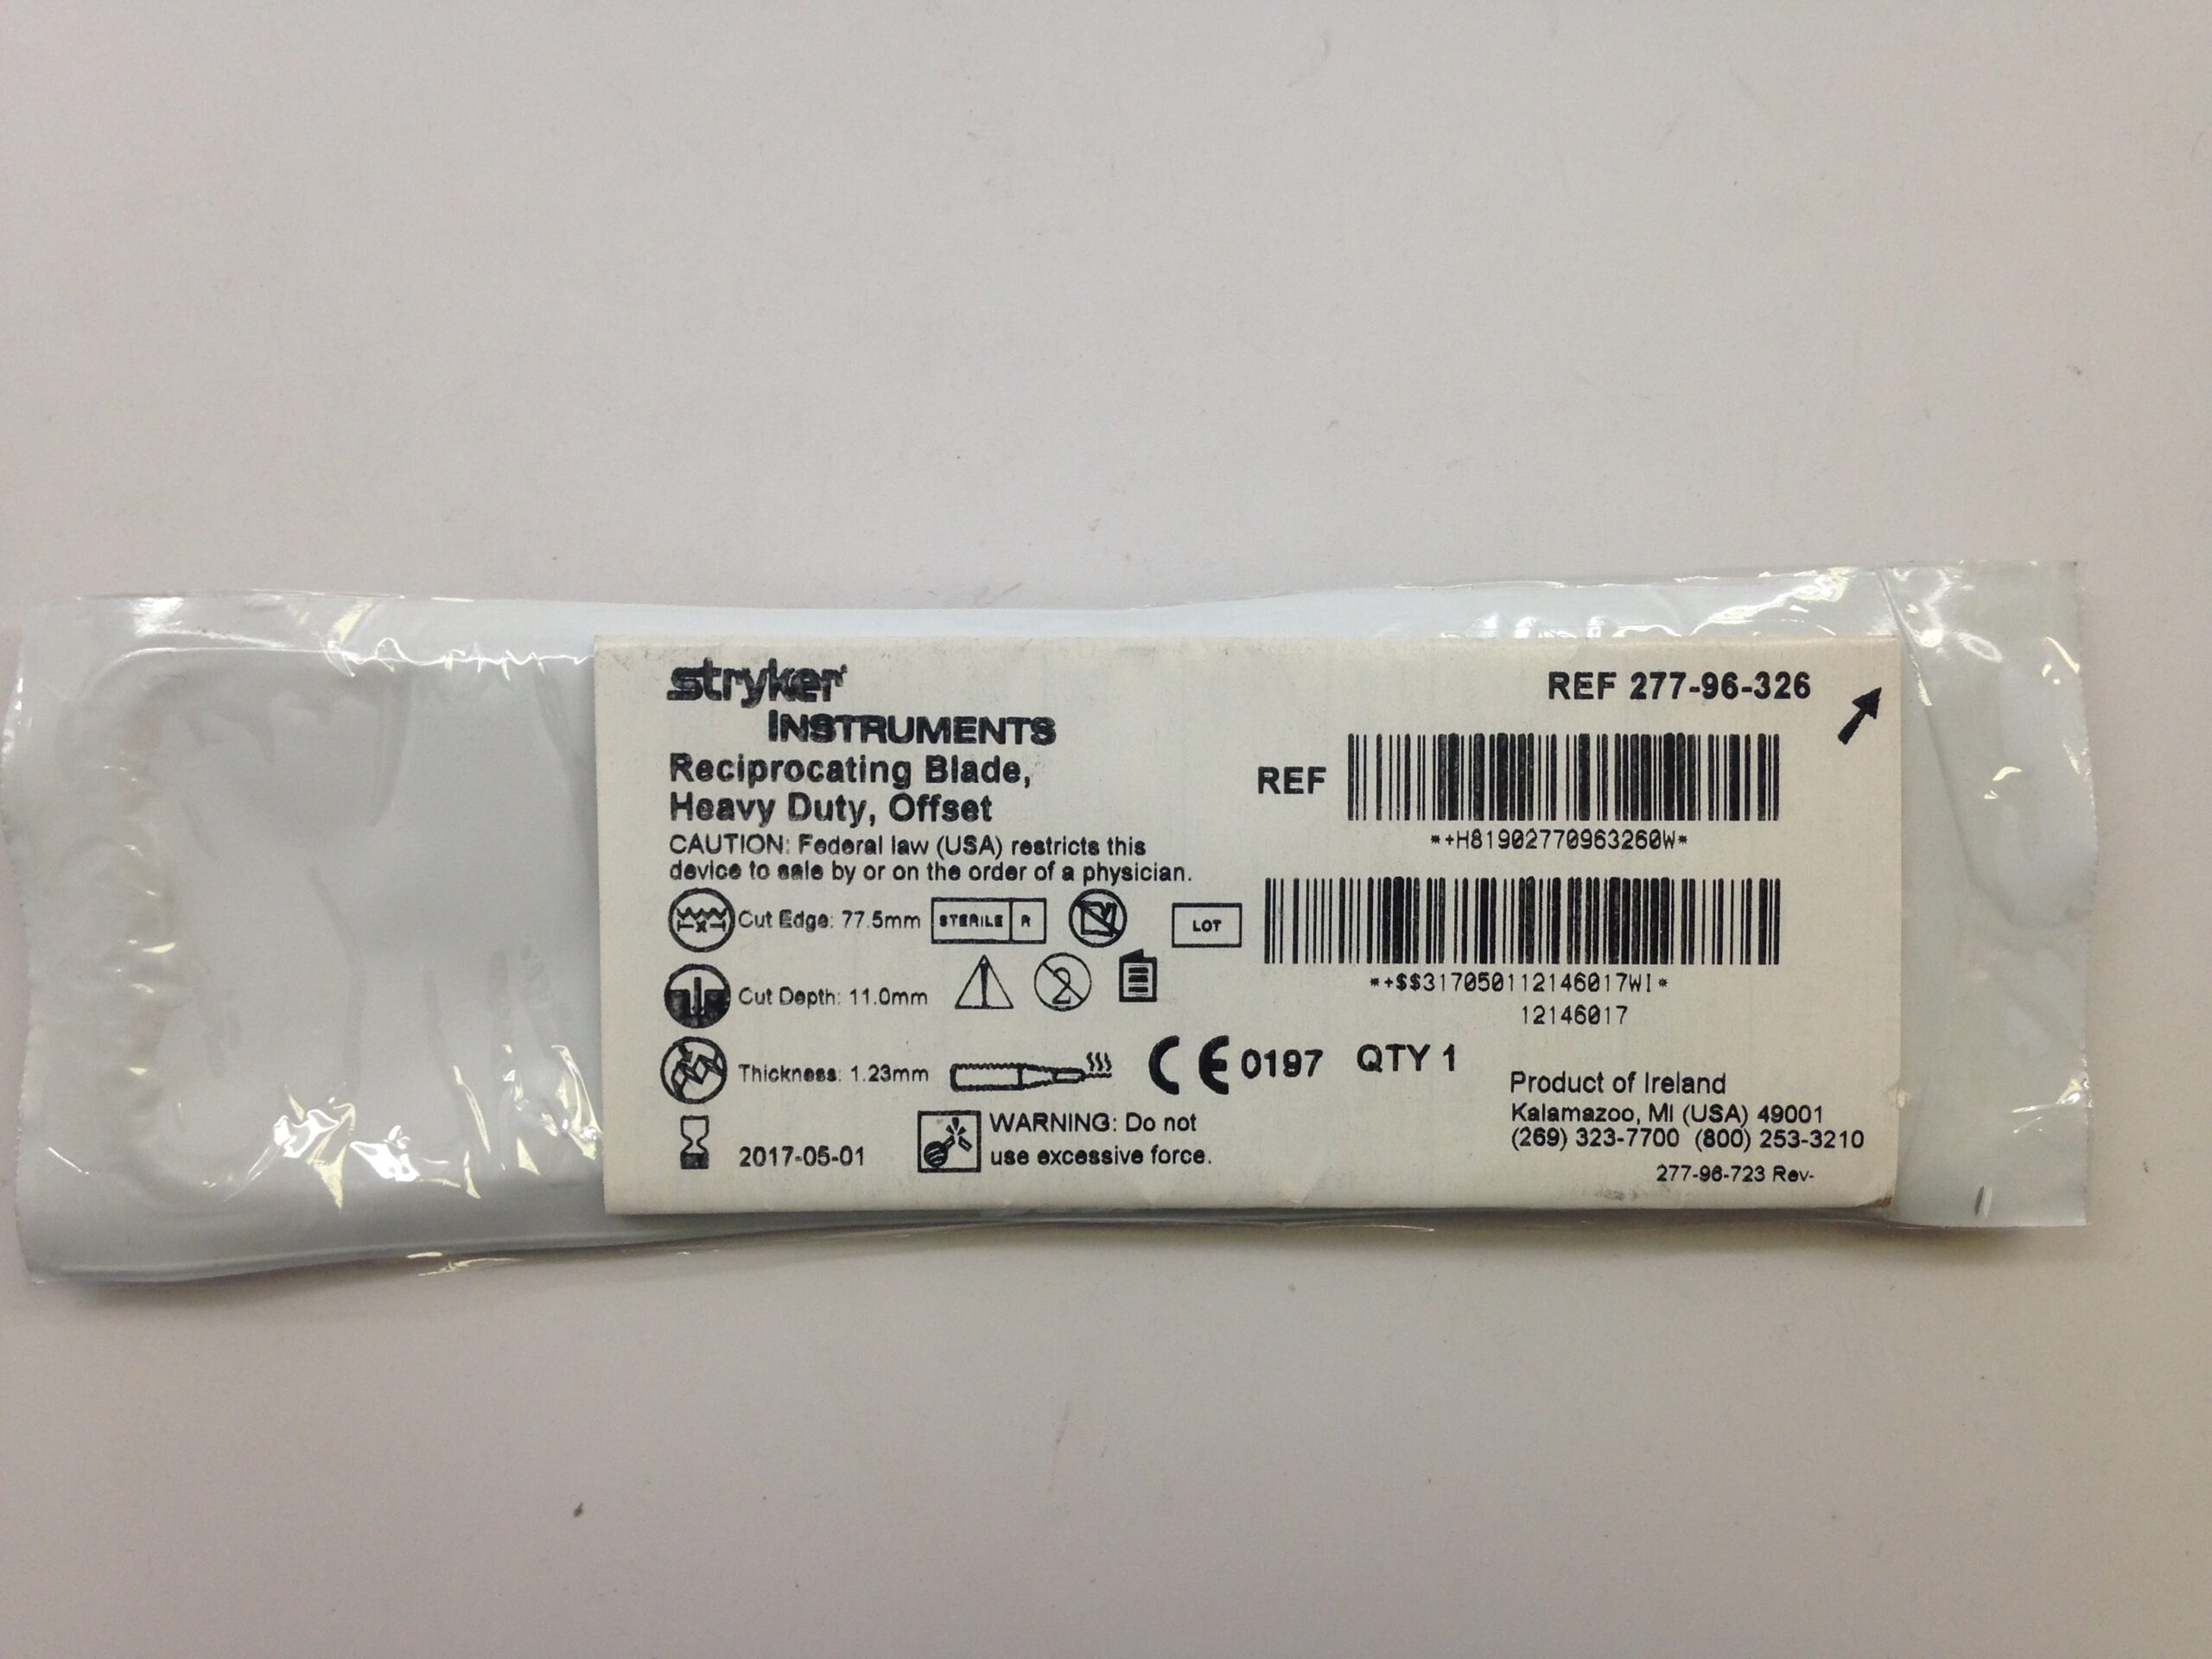 stryker
INSTRUMENTS
Reciprocating Blade,
Heavy Duty, Offset
CAUTION: Federal law (USA) restricts this
device to sale by or on the order of a physician.
Cut Edge: 77.5mm
STERILE R
Cut Depth: 11.0mm
2
Thickness: 1.23mm
2017-05-01
WARNING: Do not
use excessive force.
REF 277-96-326
REF
*+H81902770963260W*
LOT
*+$$317050112146017WI*
12146017
CE 0197 QTY 1
Product of Ireland
Kalamazoo, MI (USA) 49001
(269) 323-7700 (800) 253-3210
277-96-723 Rev-